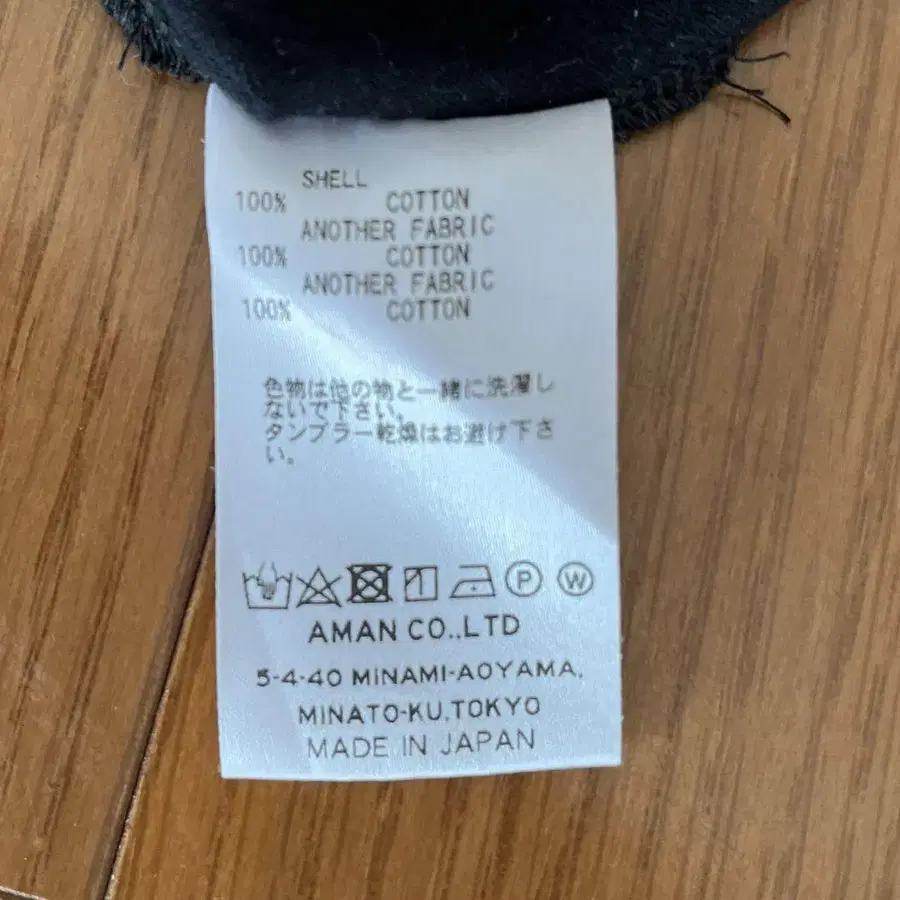 SHELL
100% COTTON
ANOTHER FABRIC
100% COTTON
ANOTHER FABRIC
100% COTTON
色物は他の物と一緒に洗濯し
ないで下さい。
タンブラー乾燥はお避け下さ
い。
P W
AMAN CO.,LTD
5-4-40 MINAMI-AOYAMA,
MINATO-KU,TOKYO
MADE IN JAPAN